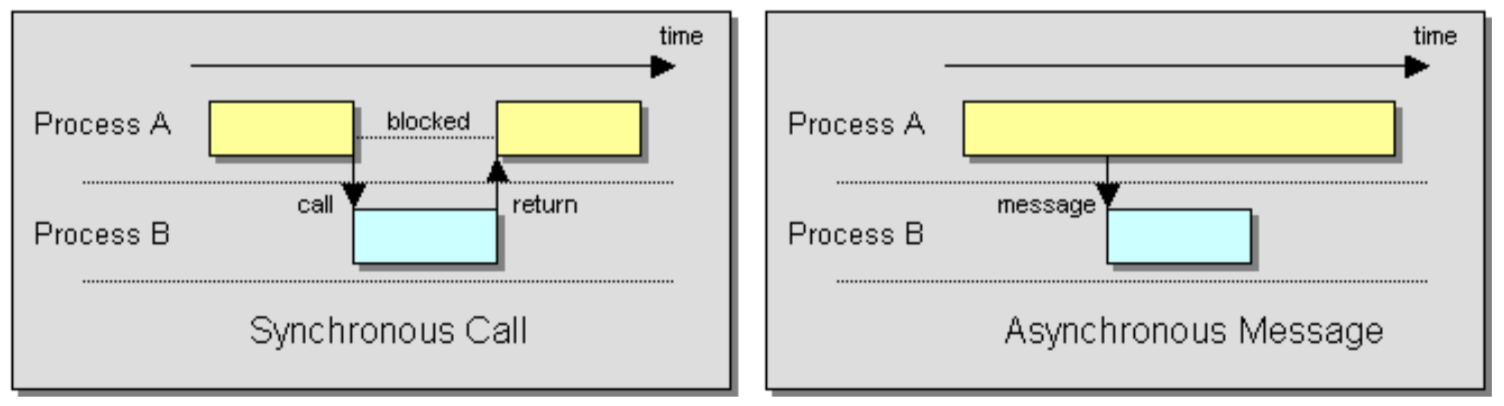 time
Process A
blocked
call
return
Process B
Synchronous Call
time
Process A
message
Process B
Asynchronous Message